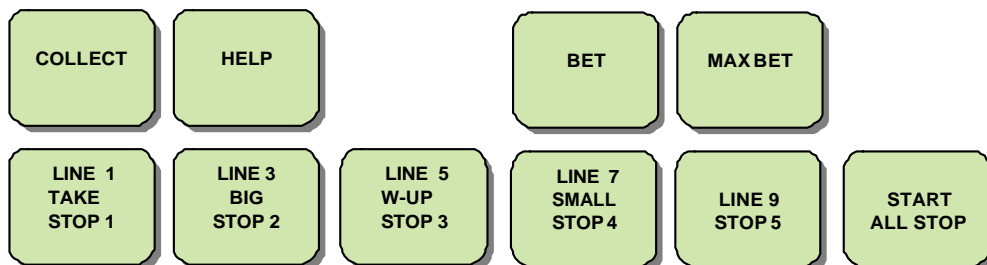 COLLECT
HELP
BET
MAX BET
LINE 1
TAKE
STOP 1
LINE 3
BIG
STOP 2
LINE 5
W-UP
STOP 3
LINE 7
SMALL
STOP 4
LINE 9
STOP 5
START
ALL STOP